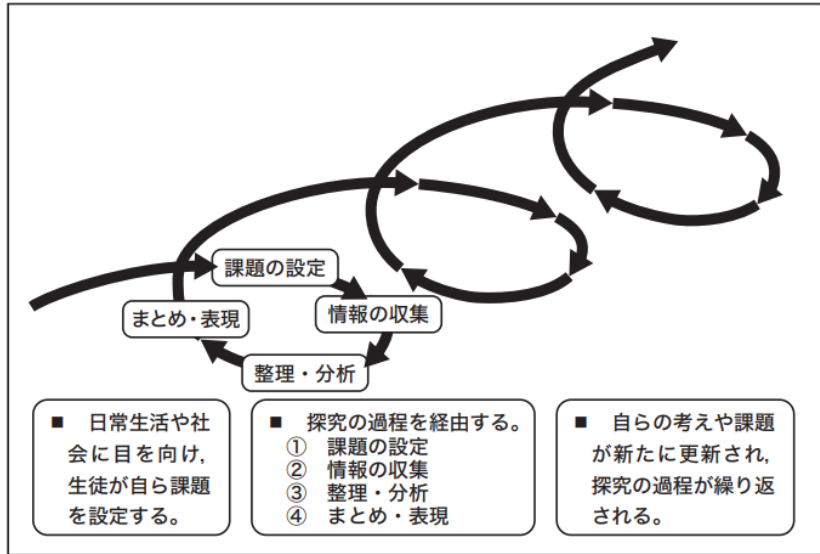 課題の設定
情報の収集
まとめ・表現
整理・分析
■ 日常生活や社
会に目を向け,
生徒が自ら課題
を設定する。
■ 探究の過程を経由する。
① 課題の設定
② 情報の収集
③ 整理・分析
④ まとめ・表現
■ 自らの考えや課題
が新たに更新され,
探究の過程が繰り返
される。